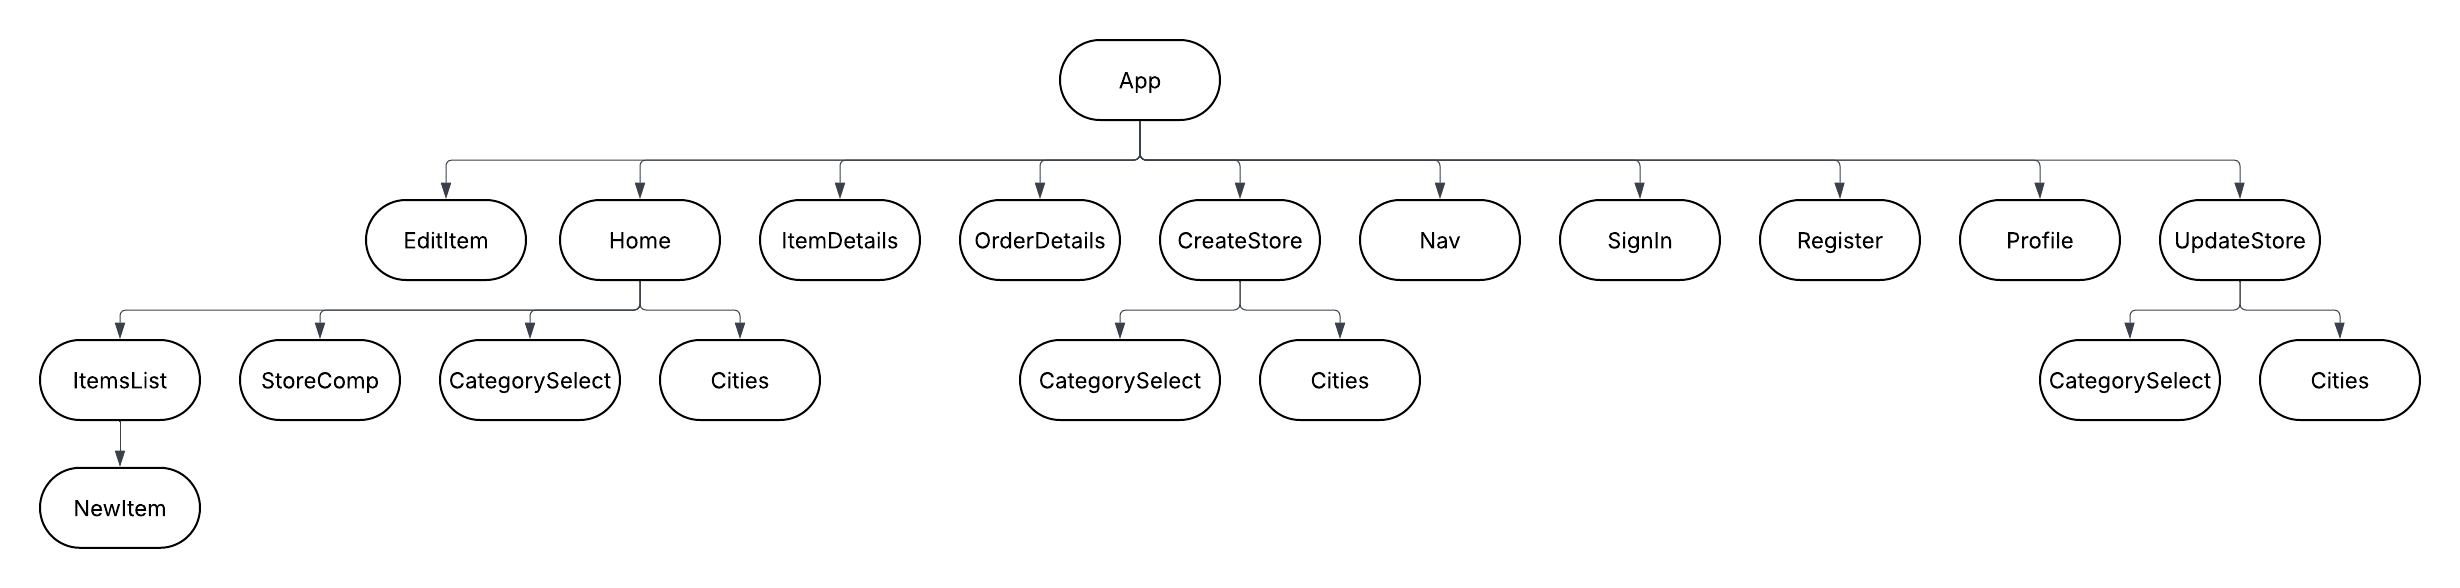 App
EditItem
Home
ItemDetails
OrderDetails
CreateStore
Nav
SignIn
Register
Profile
UpdateStore
ItemsList
StoreComp
CategorySelect
Cities
CategorySelect
Cities
CategorySelect
Cities
NewItem